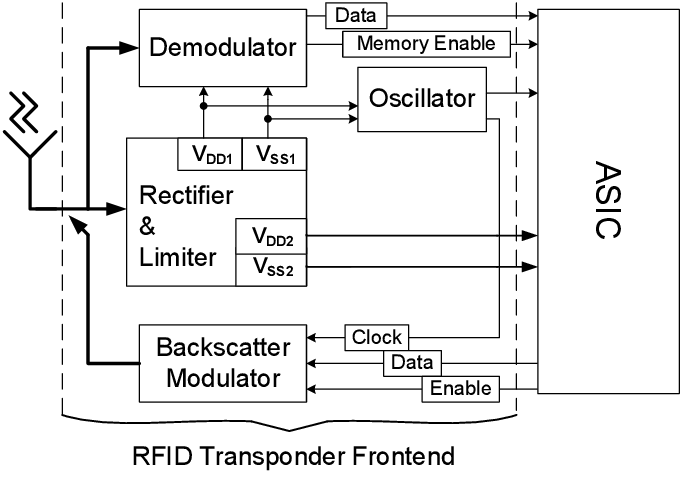 Data
Demodulator
Memory Enable
Oscillator
VDD1
VSS1
Rectifier
&
Limiter
VDD2
VSS2
ASIC
Clock
Backscatter
Modulator
Data
Enable
RFID Transponder Frontend